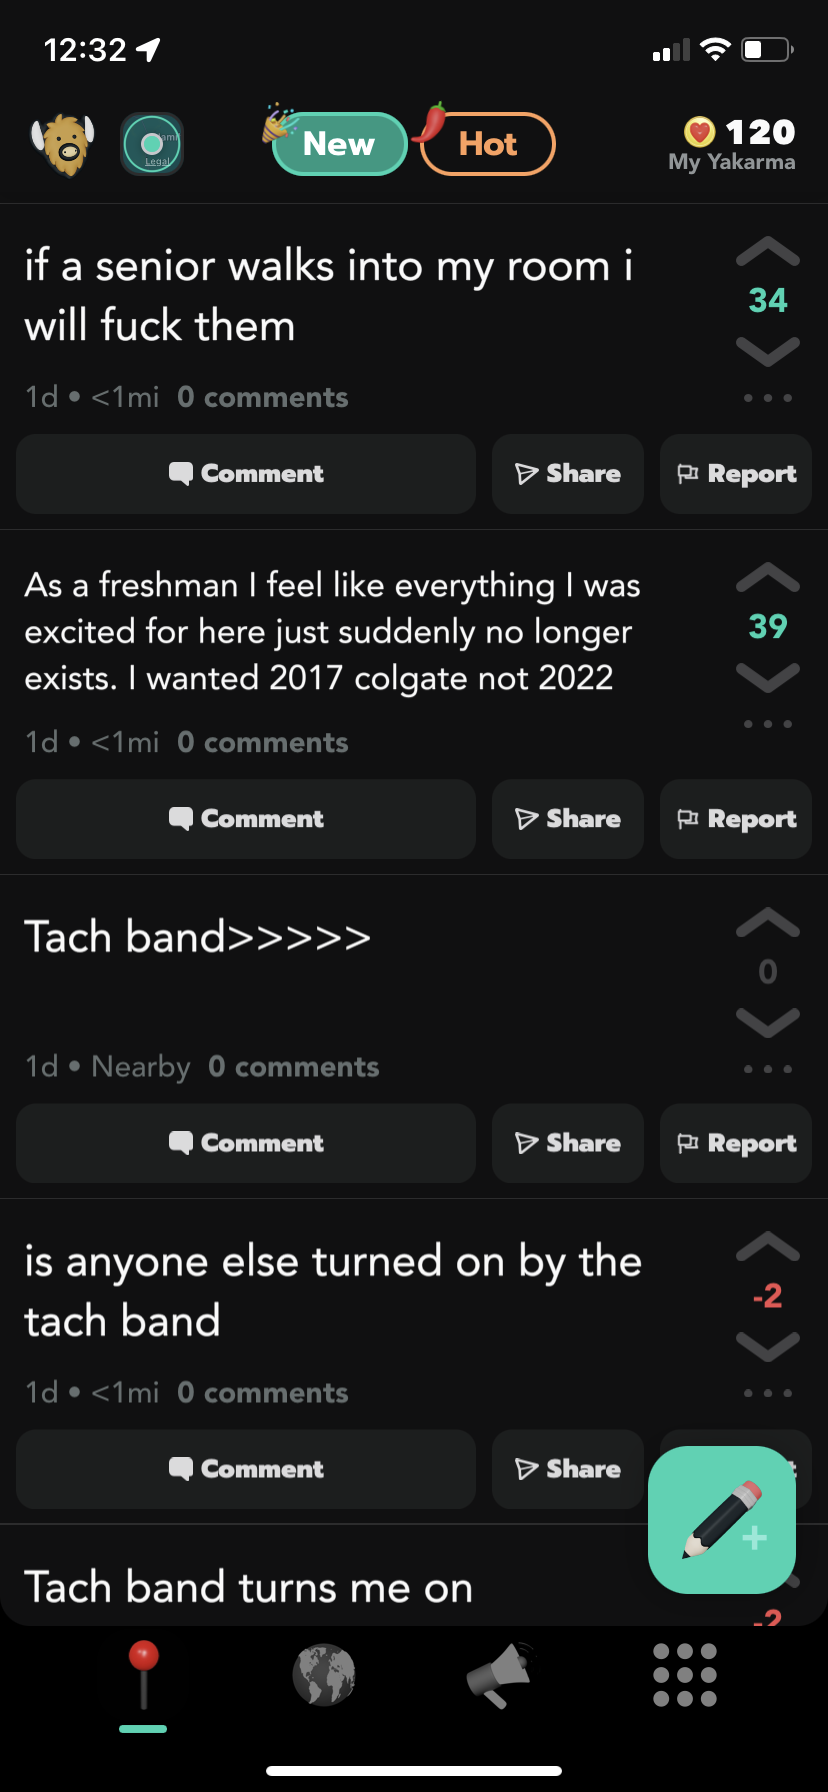 12:32
Legal
New
Hot
120
My Yakarma
if a senior walks into my room i
will fuck them
34
1d • <1mi 0 comments
Comment
Share
Report
As a freshman I feel like everything I was
excited for here just suddenly no longer
exists. I wanted 2017 colgate not 2022
39
1d • <1mi 0 comments
Comment
Share
Report
Tach band>>>>>
0
1d • Nearby 0 comments
Comment
Share
Report
is anyone else turned on by the
tach band
-2
1d • <1mi 0 comments
Comment
Share
Tach band turns me on
-2